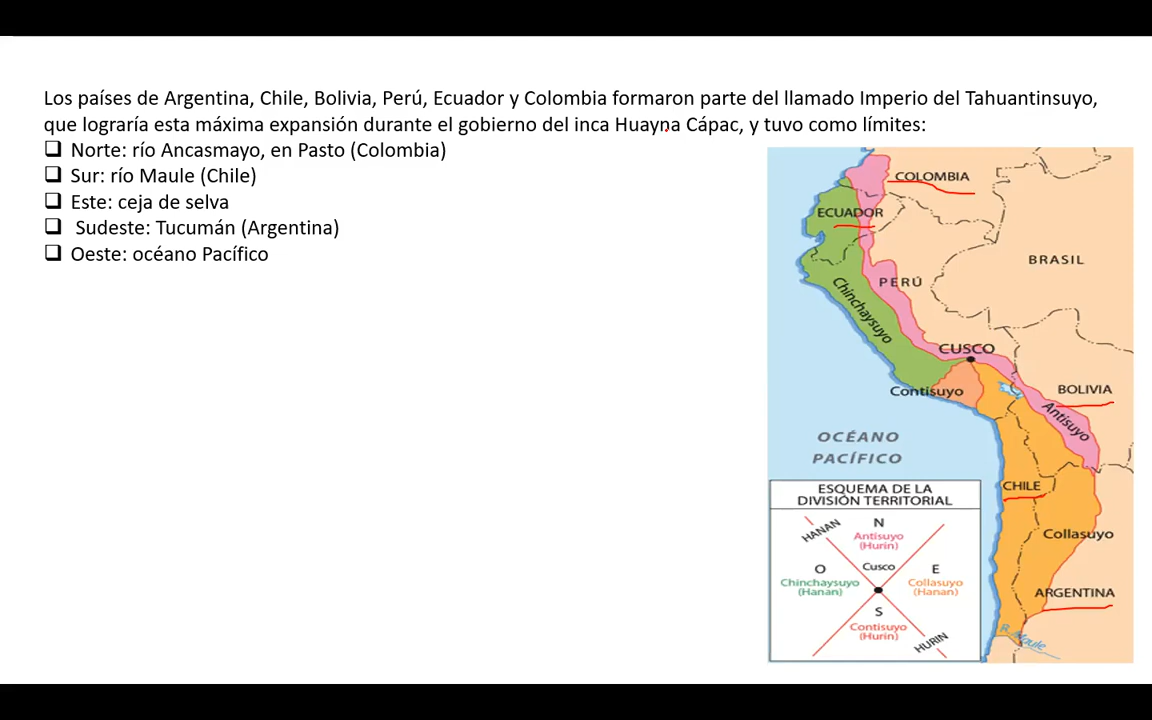 Los países de Argentina, Chile, Bolivia, Perú, Ecuador y Colombia formaron parte del llamado Imperio del Tahuantinsuyo,
que lograría esta máxima expansión durante el gobierno del inca Huayna Cápac, y tuvo como límites:
Norte: río Ancasmayo, en Pasto (Colombia)
Sur: río Maule (Chile)
Este: ceja de selva
Sudeste: Tucumán (Argentina)
Oeste: océano Pacífico
COLOMBIA
ECUADOR
BRASIL
PERÚ
Chinchaysuyo
CUSCO
Contisuyo
BOLIVIA
Antisuyo
OCÉANO
PACÍFICO
CHILE
Collasuyo
ARGENTINA
R. Maule
ESQUEMA DE LA
DIVISIÓN TERRITORIAL
HANAN
N
Antisuyo
(Hurin)
Cusco
O
Chinchaysuyo
(Hanan)
E
Collasuyo
(Hanan)
S
Contisuyo
(Hurin)
HURIN